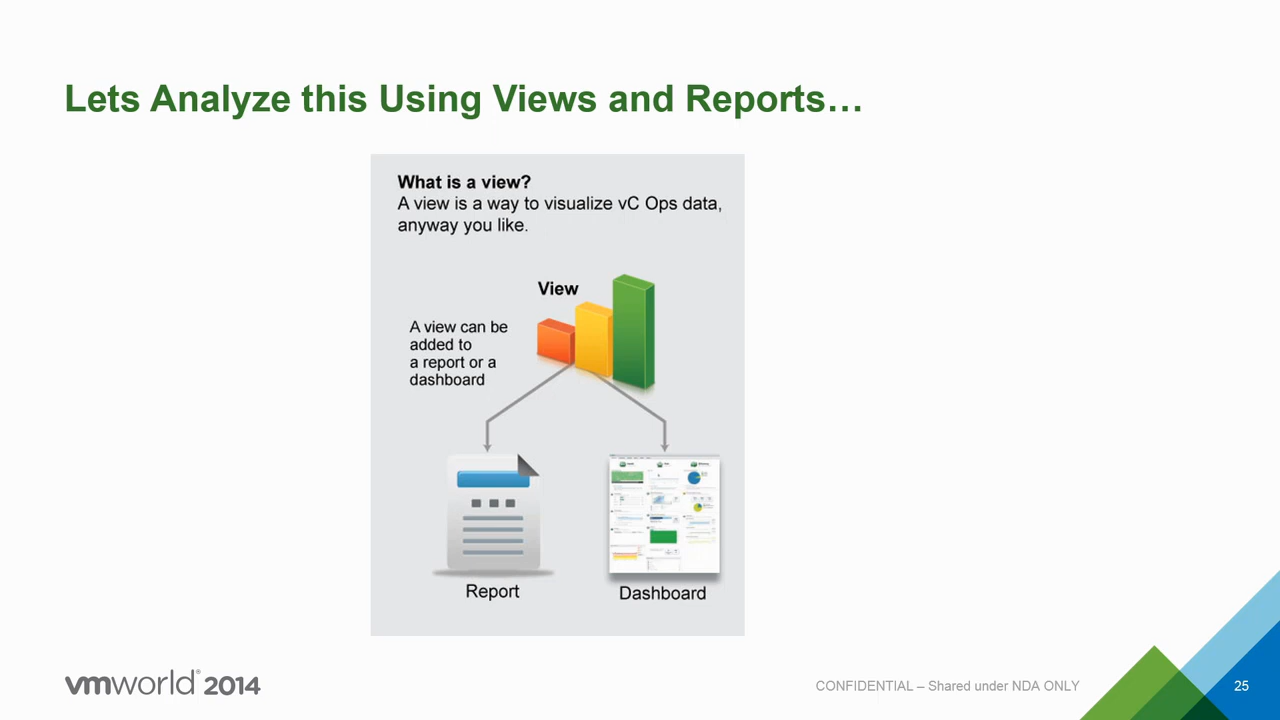 Lets Analyze this Using Views and Reports…
What is a view?
A view is a way to visualize vC Ops data,
anyway you like.
View
A view can be
added to
a report or a
dashboard
Report
Dashboard
vmworld® 2014
CONFIDENTIAL – Shared under NDA ONLY
25